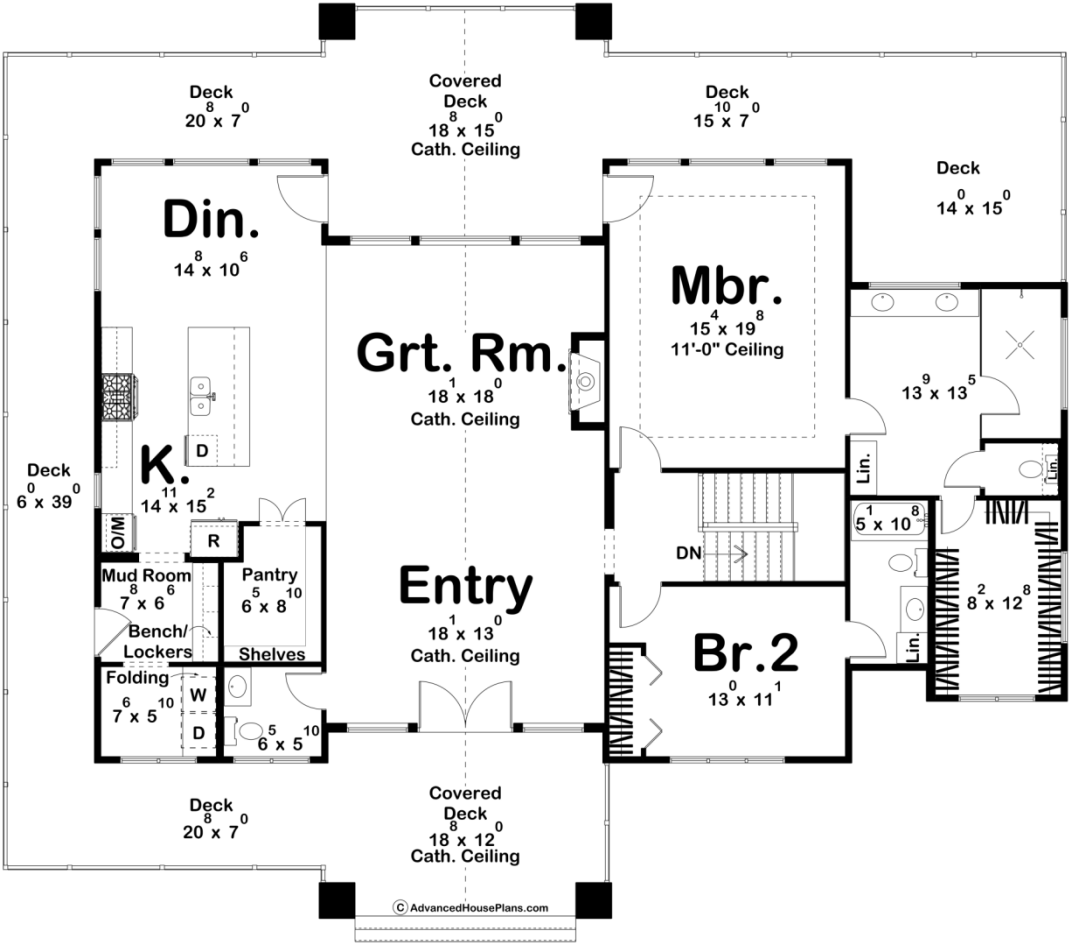 Covered
Deck
18⁸ x 15⁰
Cath. Ceiling
Deck
20⁸ x 7⁰
Deck
15¹⁰ x 7⁰
Deck
14⁰ x 15⁰
Din.
14⁸ x 10⁶
Mbr.
15⁴ x 19⁸
11'-0" Ceiling
Grt. Rm.
18¹ x 18⁰
Cath. Ceiling
13⁹ x 13⁵
Lin.
Lin.
D
K.
14¹¹ x 15²
Deck
6⁰ x 39⁰
O/M
R
5¹ x 10⁸
DN
Mud Room
7⁸ x 6⁶
Bench/
Lockers
Pantry
6⁵ x 8¹⁰
Shelves
Entry
18¹ x 13⁰
Cath. Ceiling
8² x 12⁸
Lin.
Br.2
13⁰ x 11¹
Folding
7⁶ x 5¹⁰
W
D
6⁵ x 5¹⁰
Deck
20⁸ x 7⁰
Covered
Deck
18⁸ x 12⁰
Cath. Ceiling
© AdvancedHousePlans.com